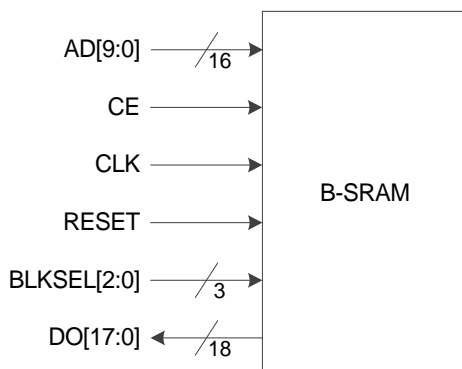 AD[9:0]
16
CE
CLK
B-SRAM
RESET
BLKSEL[2:0]
3
DO[17:0]
18